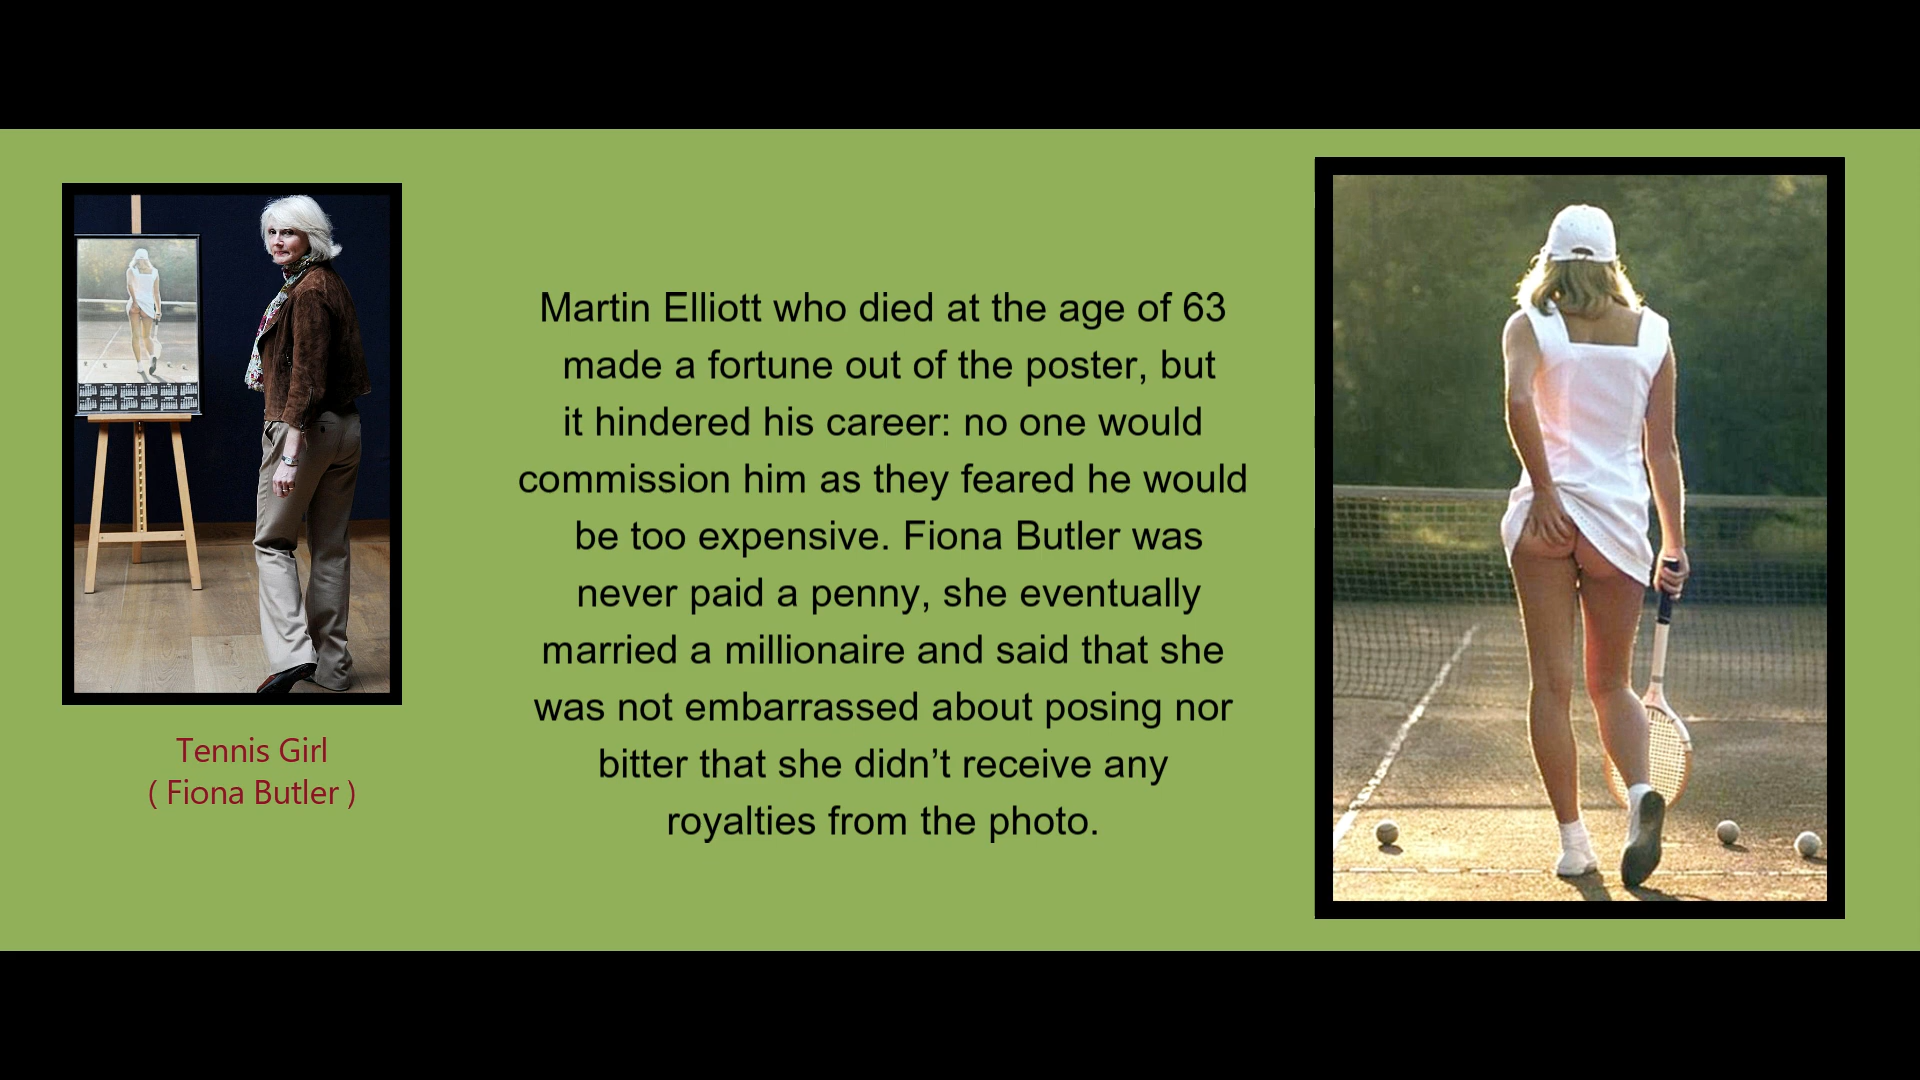 Martin Elliott who died at the age of 63
made a fortune out of the poster, but
it hindered his career: no one would
commission him as they feared he would
be too expensive. Fiona Butler was
never paid a penny, she eventually
married a millionaire and said that she
was not embarrassed about posing nor
bitter that she didn’t receive any
royalties from the photo.
Tennis Girl
( Fiona Butler )